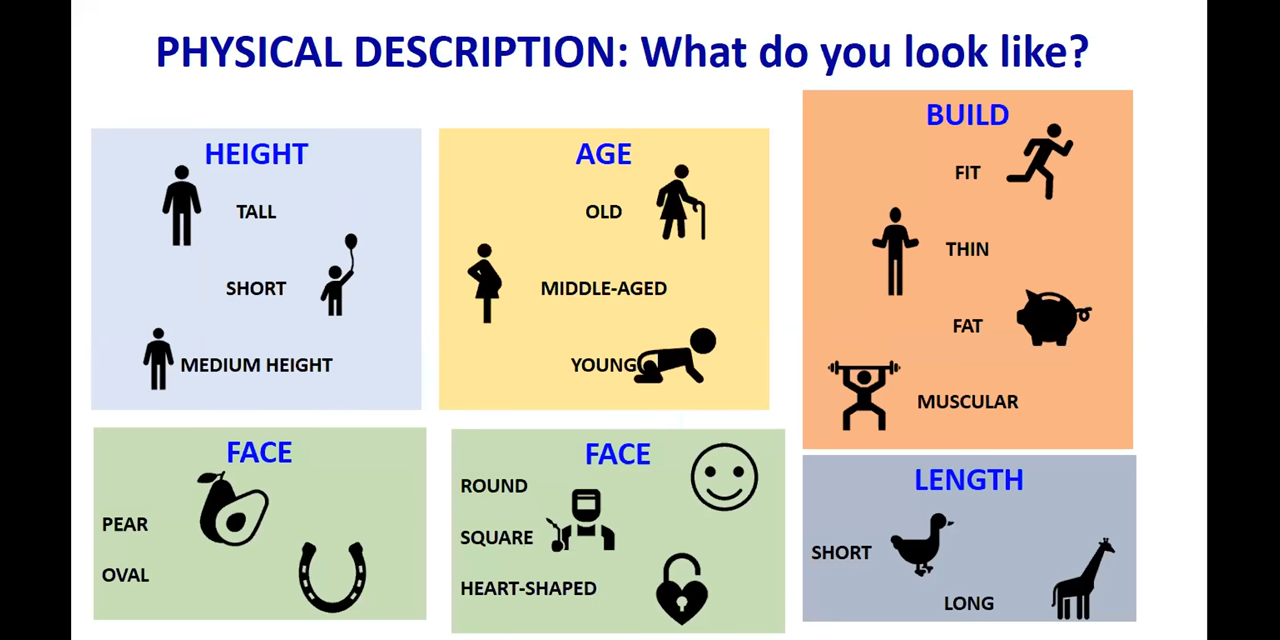 PHYSICAL DESCRIPTION: What do you look like?
HEIGHT
TALL
SHORT
MEDIUM HEIGHT
AGE
OLD
MIDDLE-AGED
YOUNG
BUILD
FIT
THIN
FAT
MUSCULAR
FACE
PEAR
OVAL
FACE
ROUND
SQUARE
HEART-SHAPED
LENGTH
SHORT
LONG